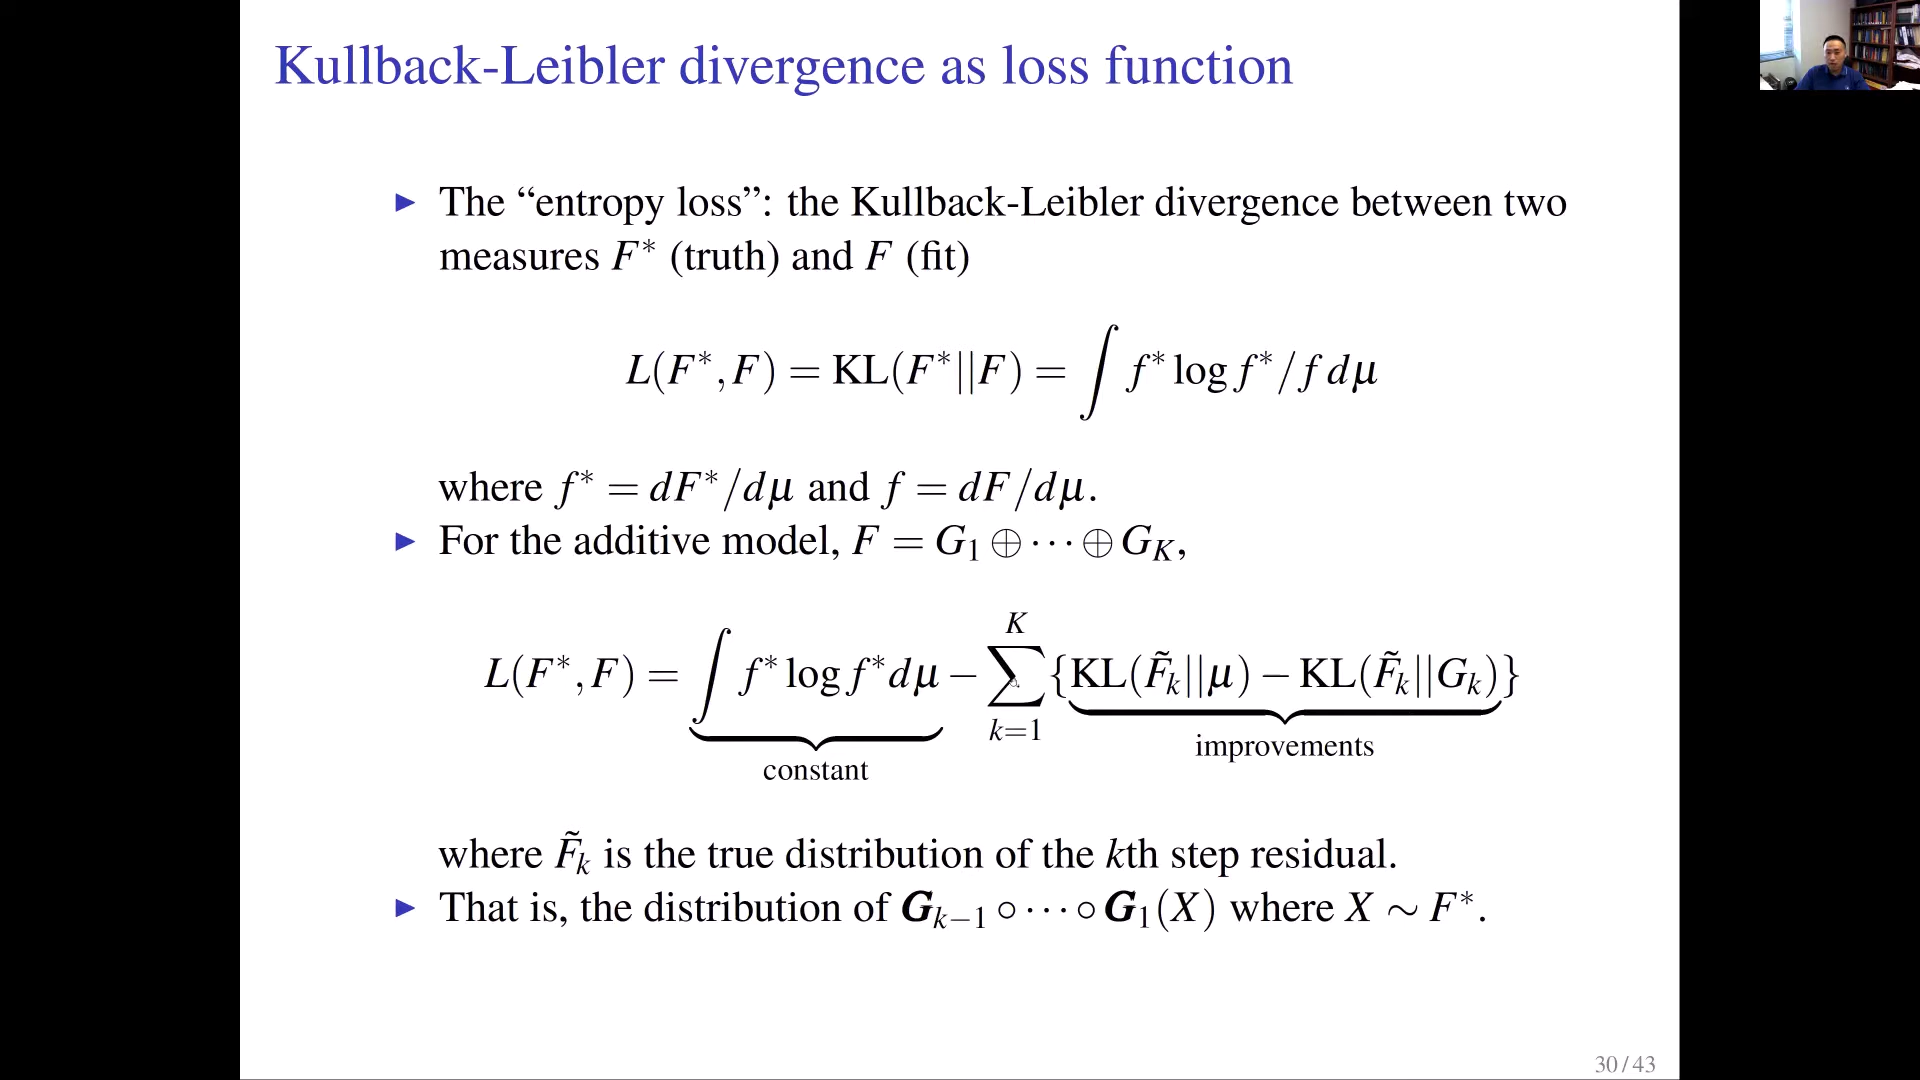 Kullback-Leibler divergence as loss function
▶ The “entropy loss”: the Kullback-Leibler divergence between two
measures F* (truth) and F (fit)
L(F*, F) = KL(F*||F) = ∫ f* log f*/f dμ
where f* = dF*/dμ and f = dF/dμ.
▶ For the additive model, F = G₁ ⊕ ··· ⊕ G_K,
L(F*, F) = ∫ f* log f* dμ − ∑_{k=1}^{K} {KL(F̃_k||μ) − KL(F̃_k||G_k)}
improvements
constant
where F̃_k is the true distribution of the kth step residual.
▶ That is, the distribution of G_{k−1} ∘ ··· ∘ G₁(X) where X ∼ F*.
30 / 43